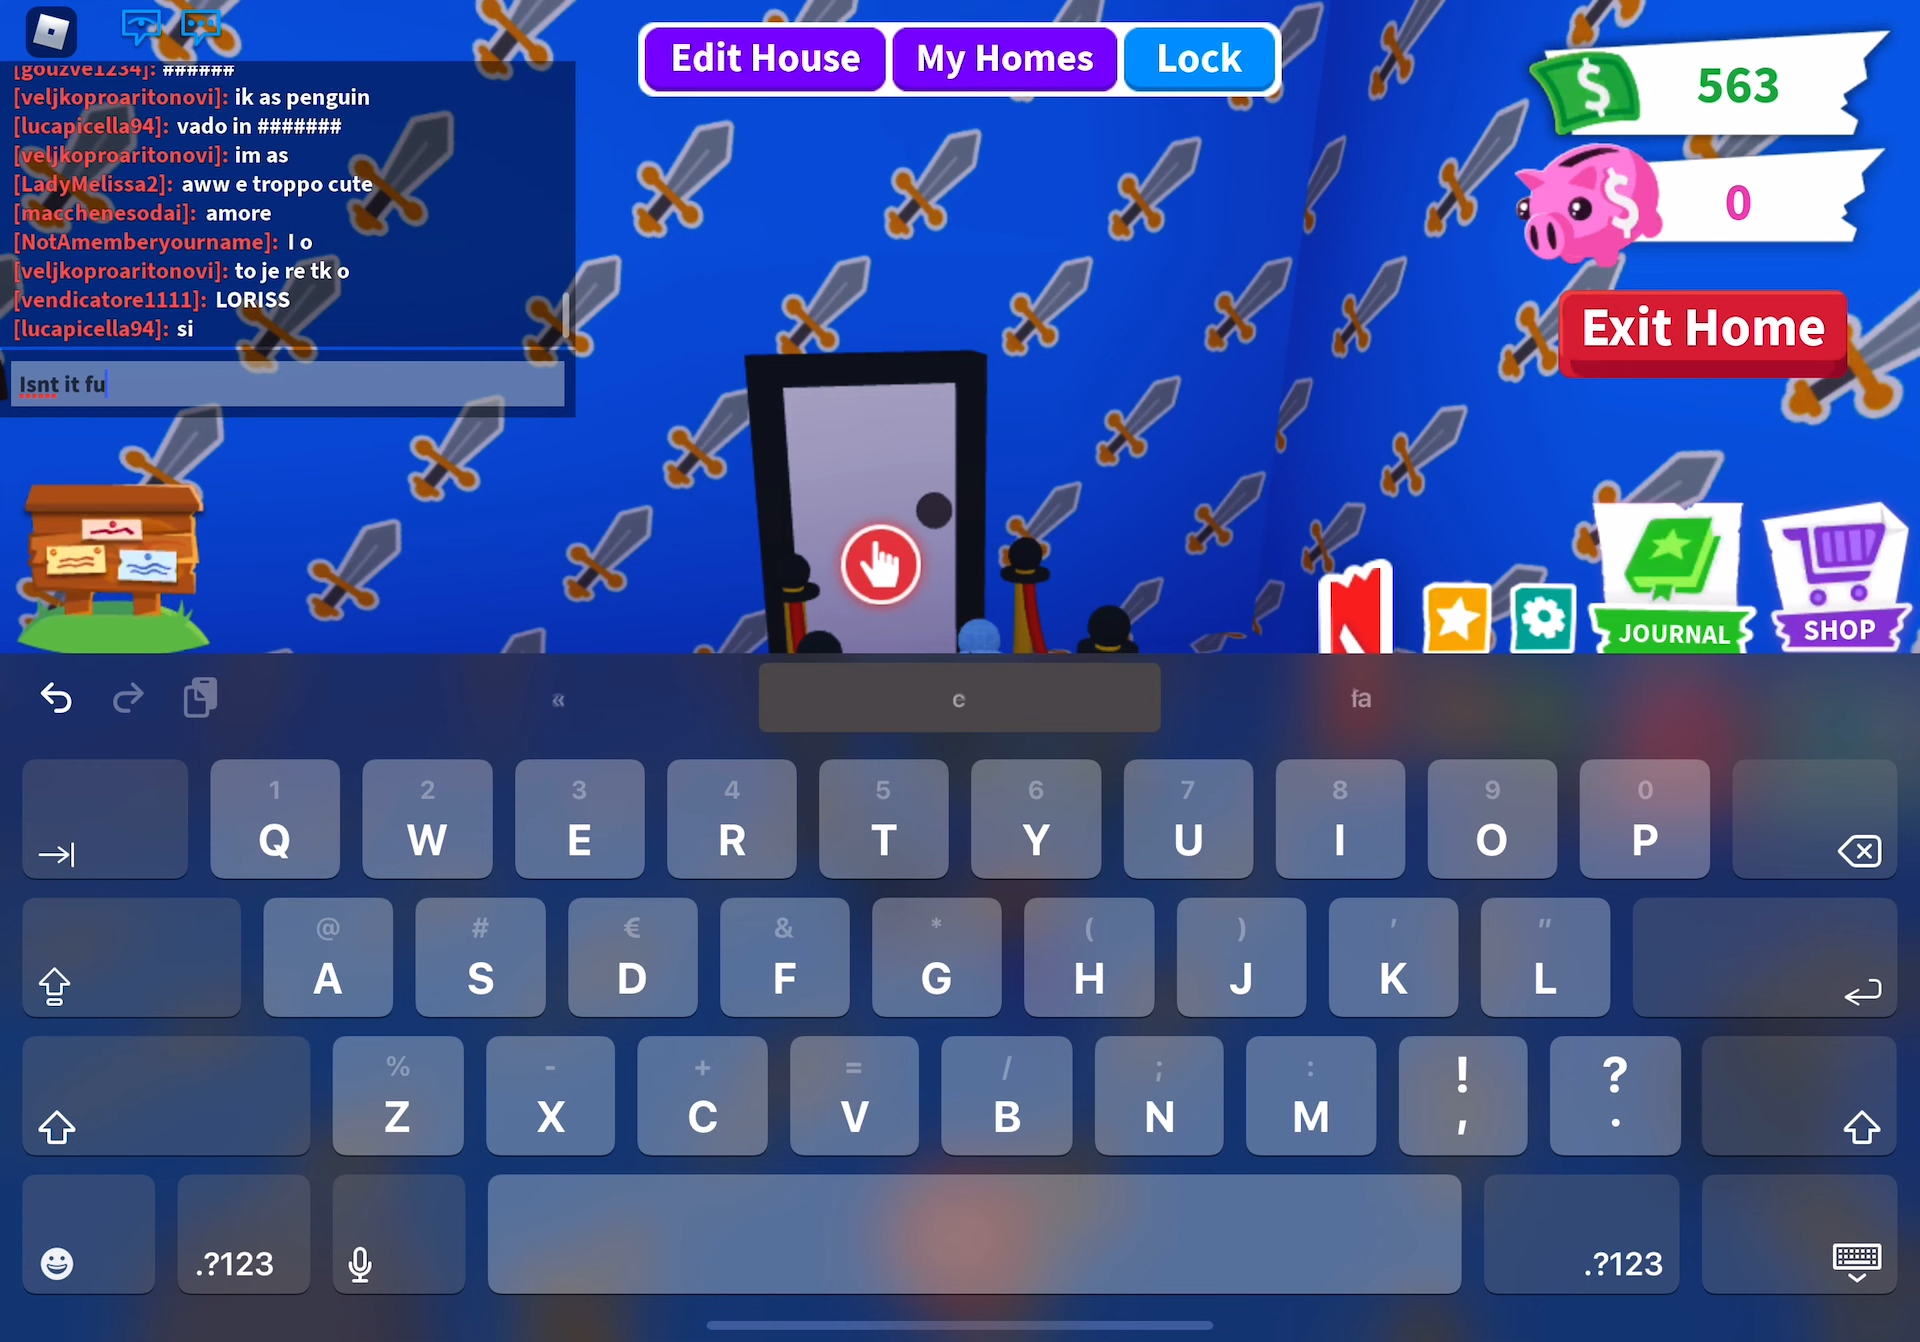 [gouzve1234]: ######
[veljkoproaritonovi]: ik as penguin
[lucapicella94]: vado in #######
[veljkoproaritonovi]: im as
[LadyMelissa2]: aww e troppo cute
[macchenesodai]: amore
[NotAmemberyourname]: I o
[veljkoproaritonovi]: to je re tk o
[vendicatore1111]: LORISS
[lucapicella94]: si
Isnt it fu
Edit House My Homes Lock
563
0
Exit Home
JOURNAL SHOP
« c fa
1 2 3 4 5 6 7 8 9 0
Q W E R T Y U I O P
@ # € & * ( ) ' "
A S D F G H J K L
% - + = / ; : ! ?
Z X C V B N M , .
.?123 .?123